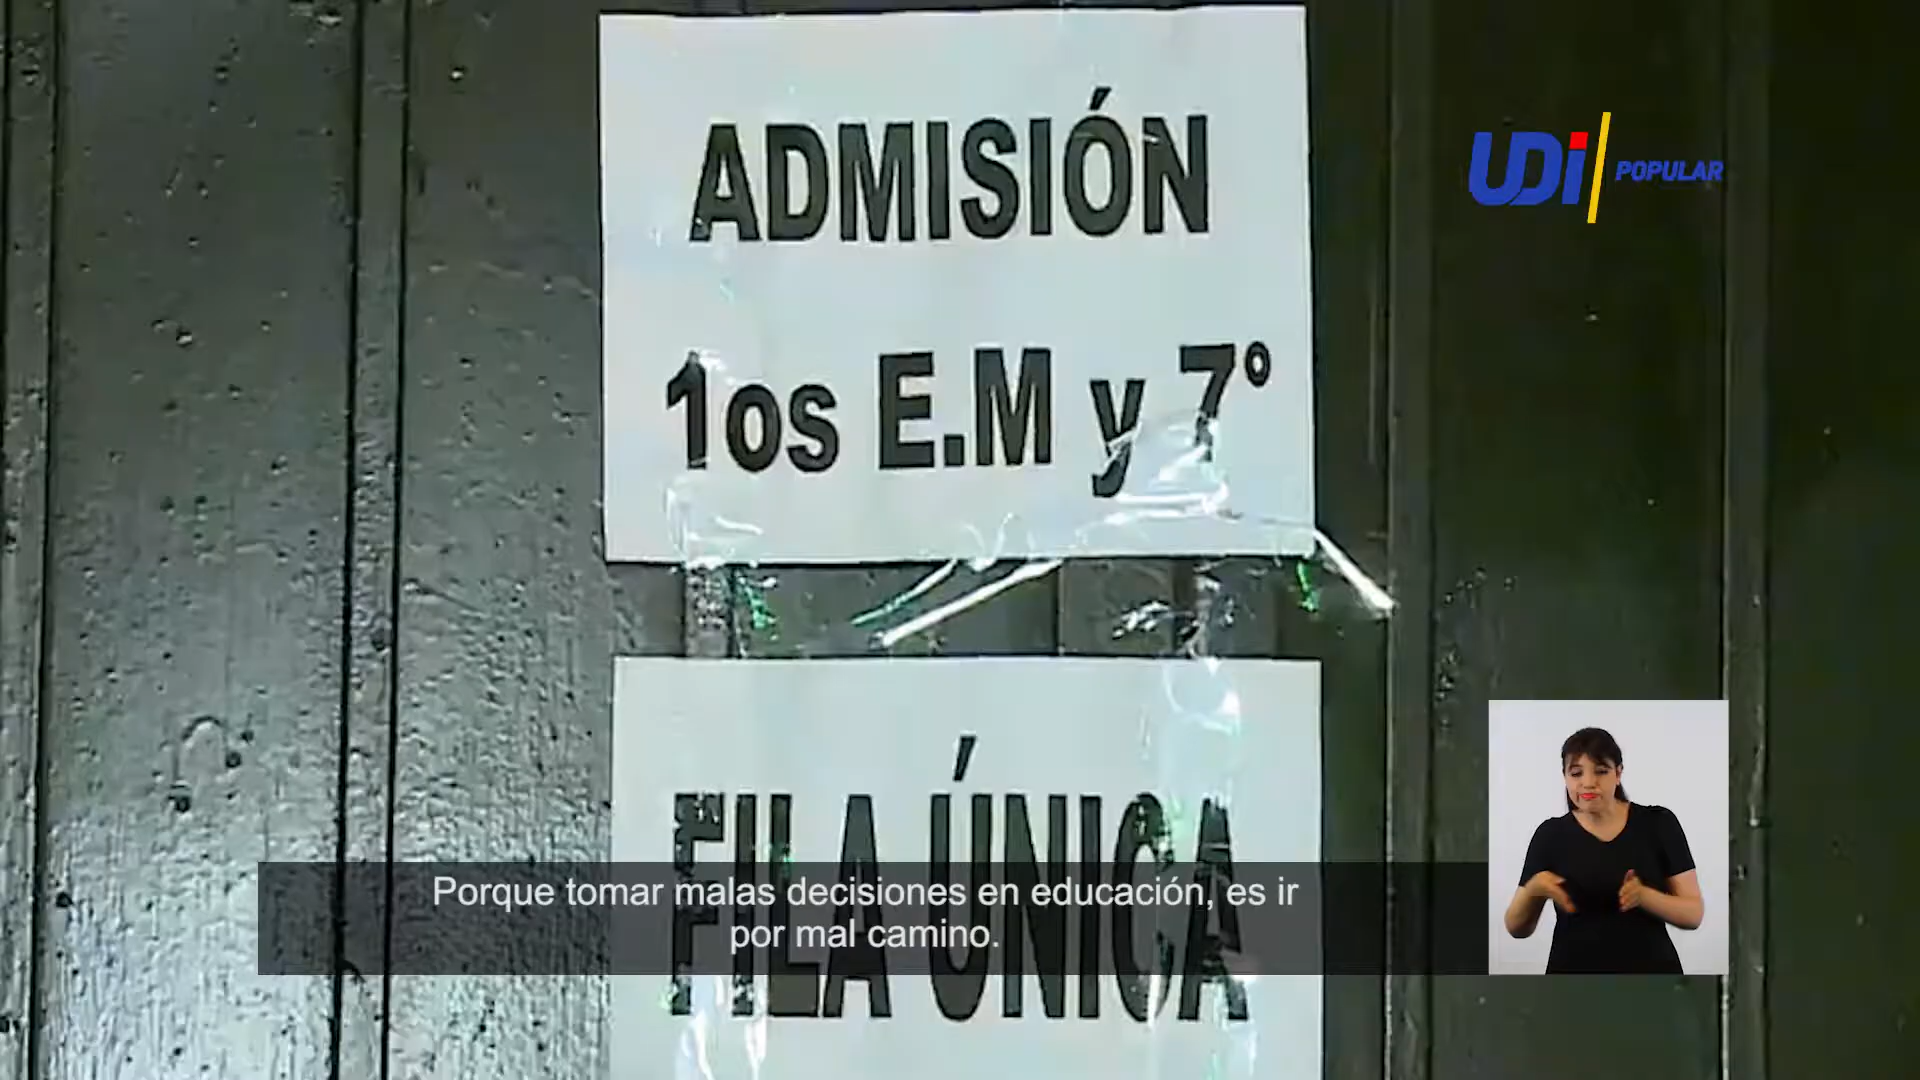 ADMISIÓN
1os E.M y 7°
UDi POPULAR
FILA ÚNICA
Porque tomar malas decisiones en educación, es ir
por mal camino.